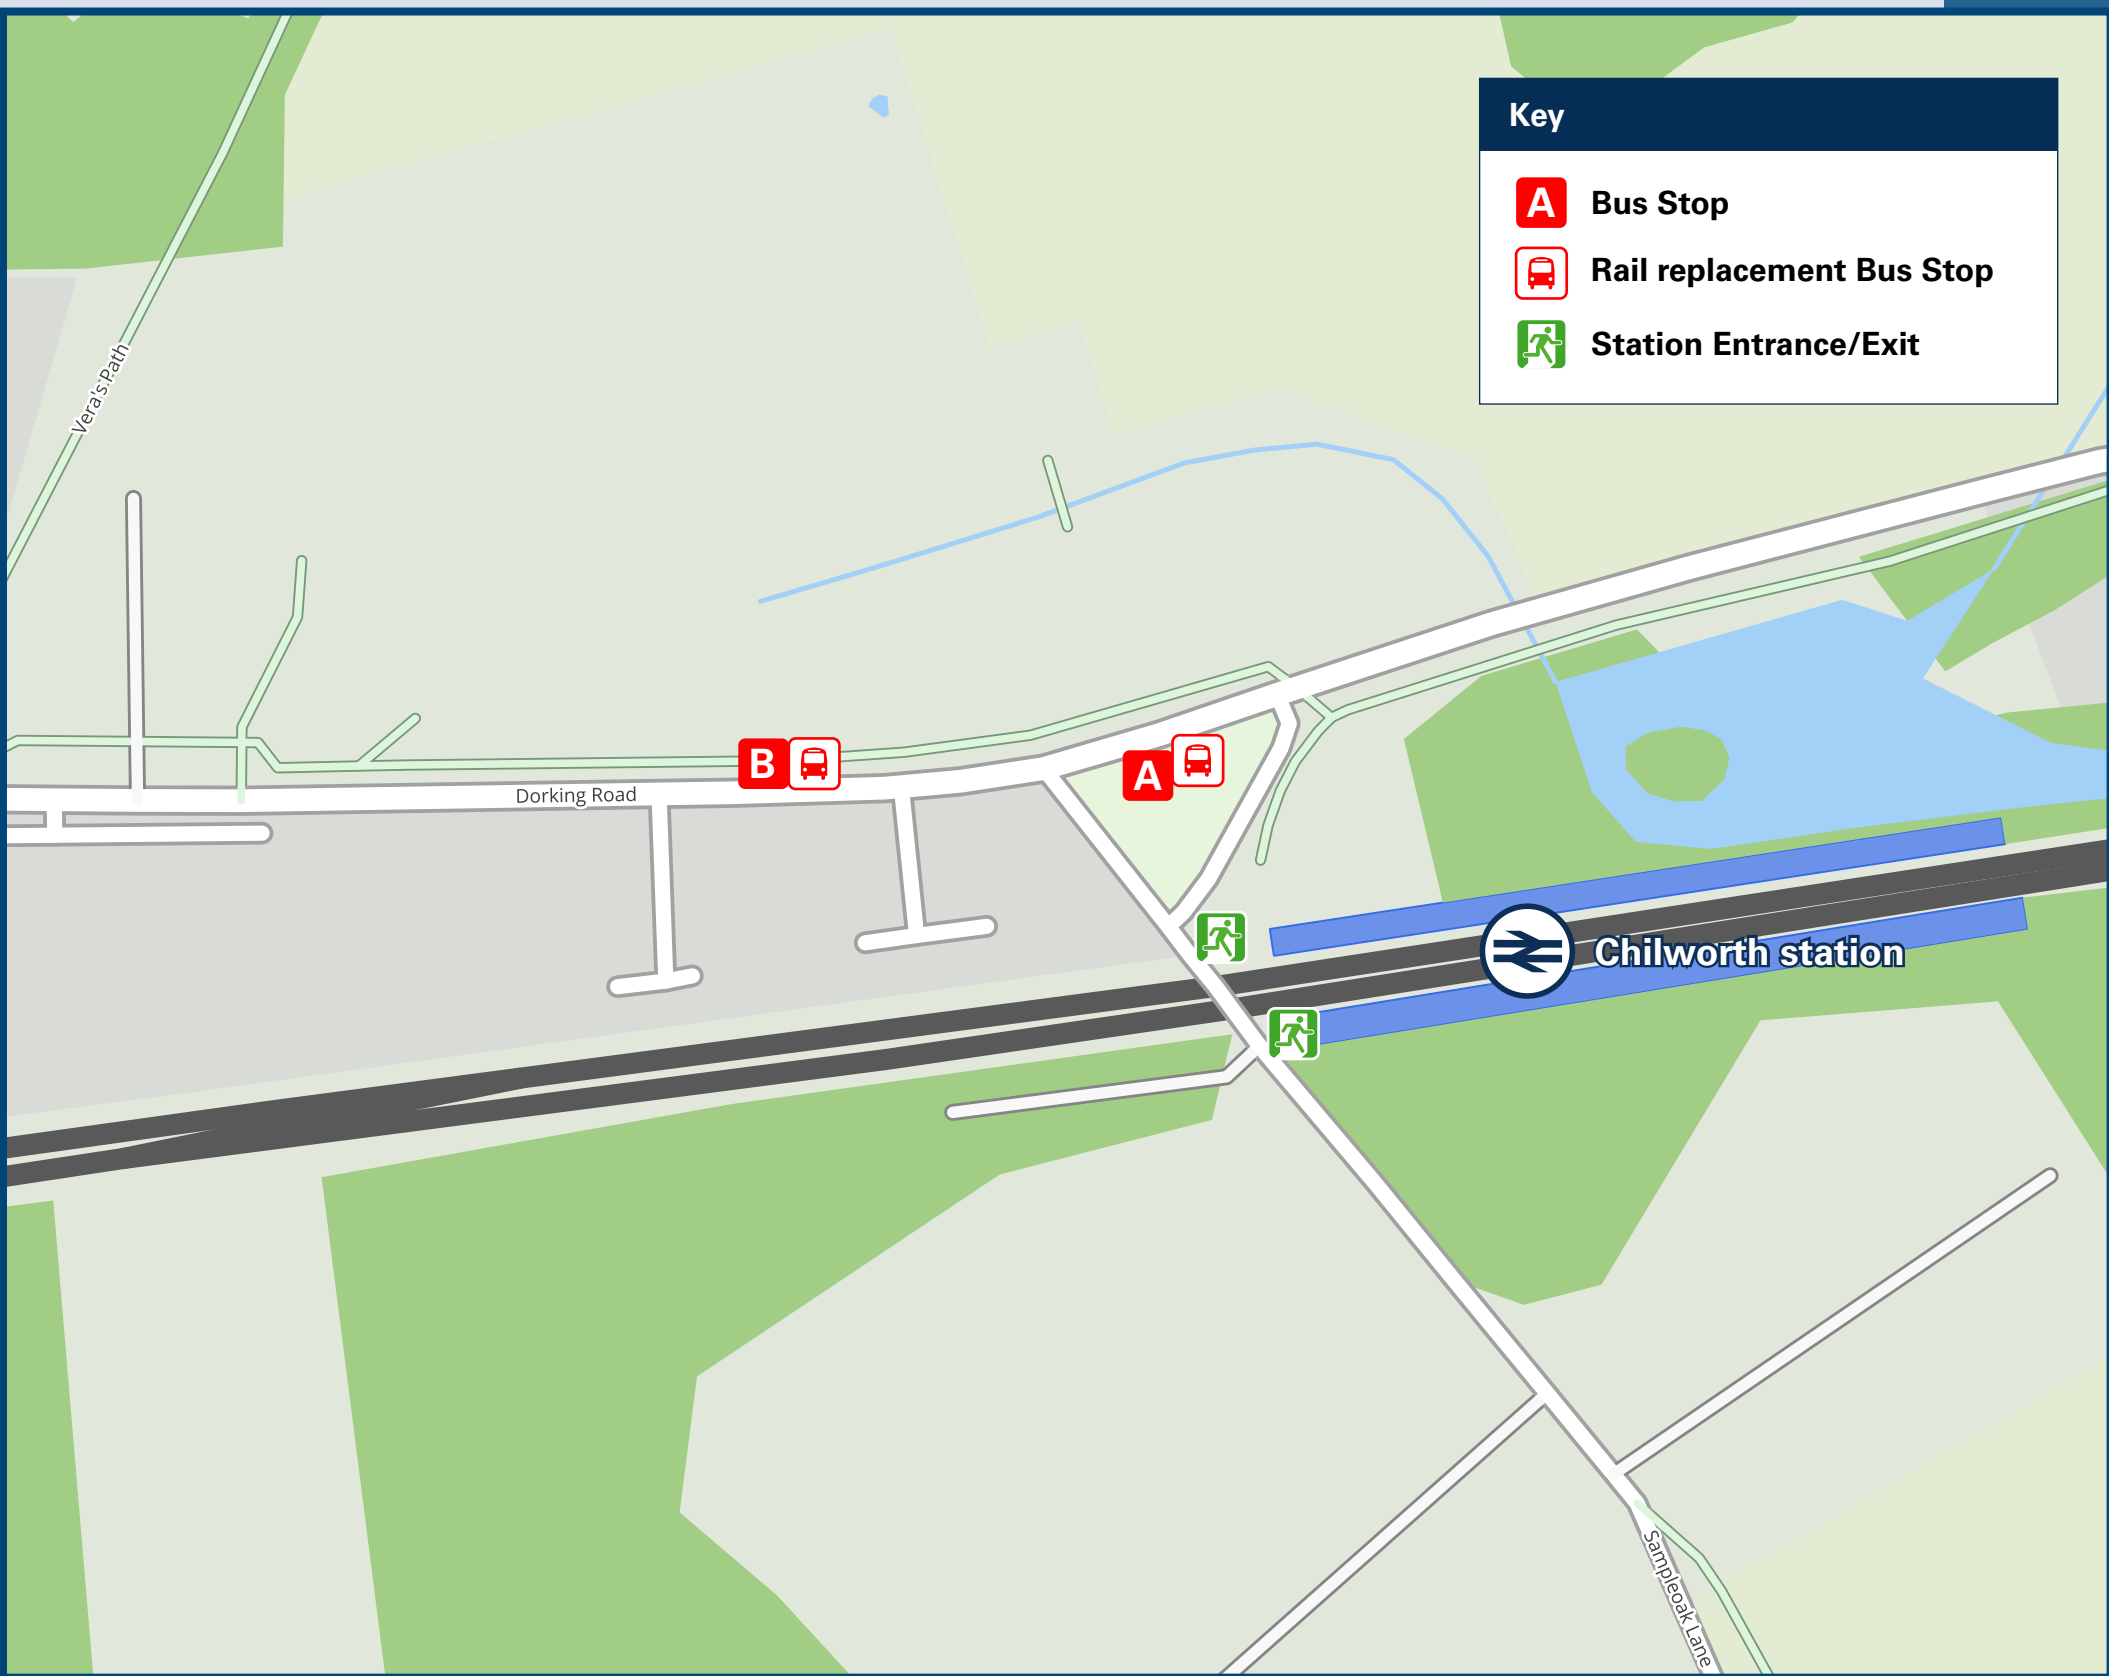 Key
A Bus Stop
Rail replacement Bus Stop
Station Entrance/Exit
Vera's Path
B
A
Dorking Road
Chilworth station
Sampleoak Lane